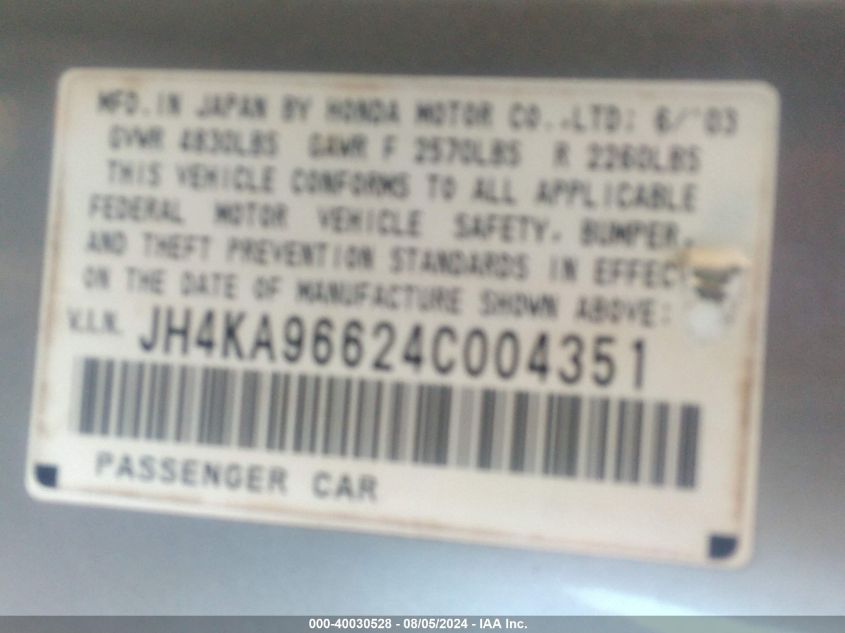 MFD. IN JAPAN BY HONDA MOTOR CO., LTD: 6/'03
GVWR 4830LBS GAWR F 2570LBS R 2260LBS
THIS VEHICLE CONFORMS TO ALL APPLICABLE
FEDERAL MOTOR VEHICLE SAFETY, BUMPER,
AND THEFT PREVENTION STANDARDS IN EFFEC
ON THE DATE OF MANUFACTURE SHOWN ABOVE:
V.I.N. JH4KA96624C004351
PASSENGER CAR
000-40030528 - 08/05/2024 - IAA Inc.